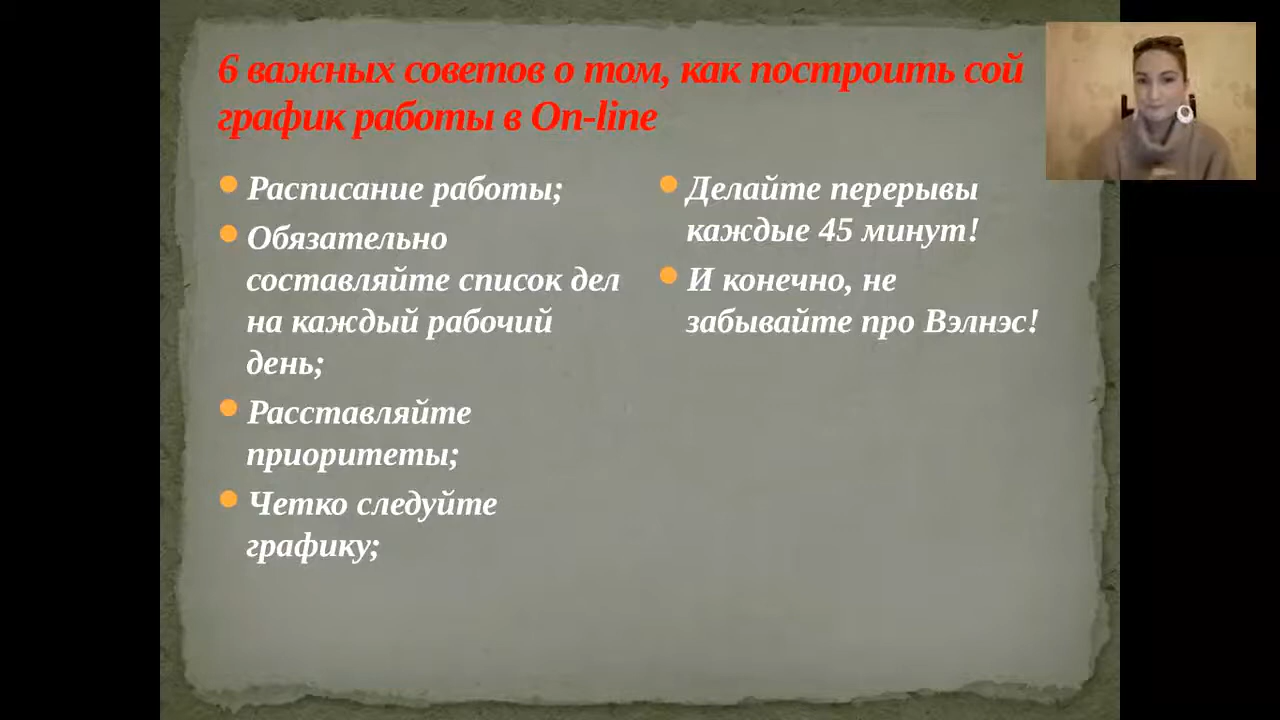 6 важных советов о том, как построить сой
график работы в On-line
Расписание работы;
Обязательно
составляйте список дел
на каждый рабочий
день;
Расставляйте
приоритеты;
Четко следуйте
графику;
Делайте перерывы
каждые 45 минут!
И конечно, не
забывайте про Вэлнэс!